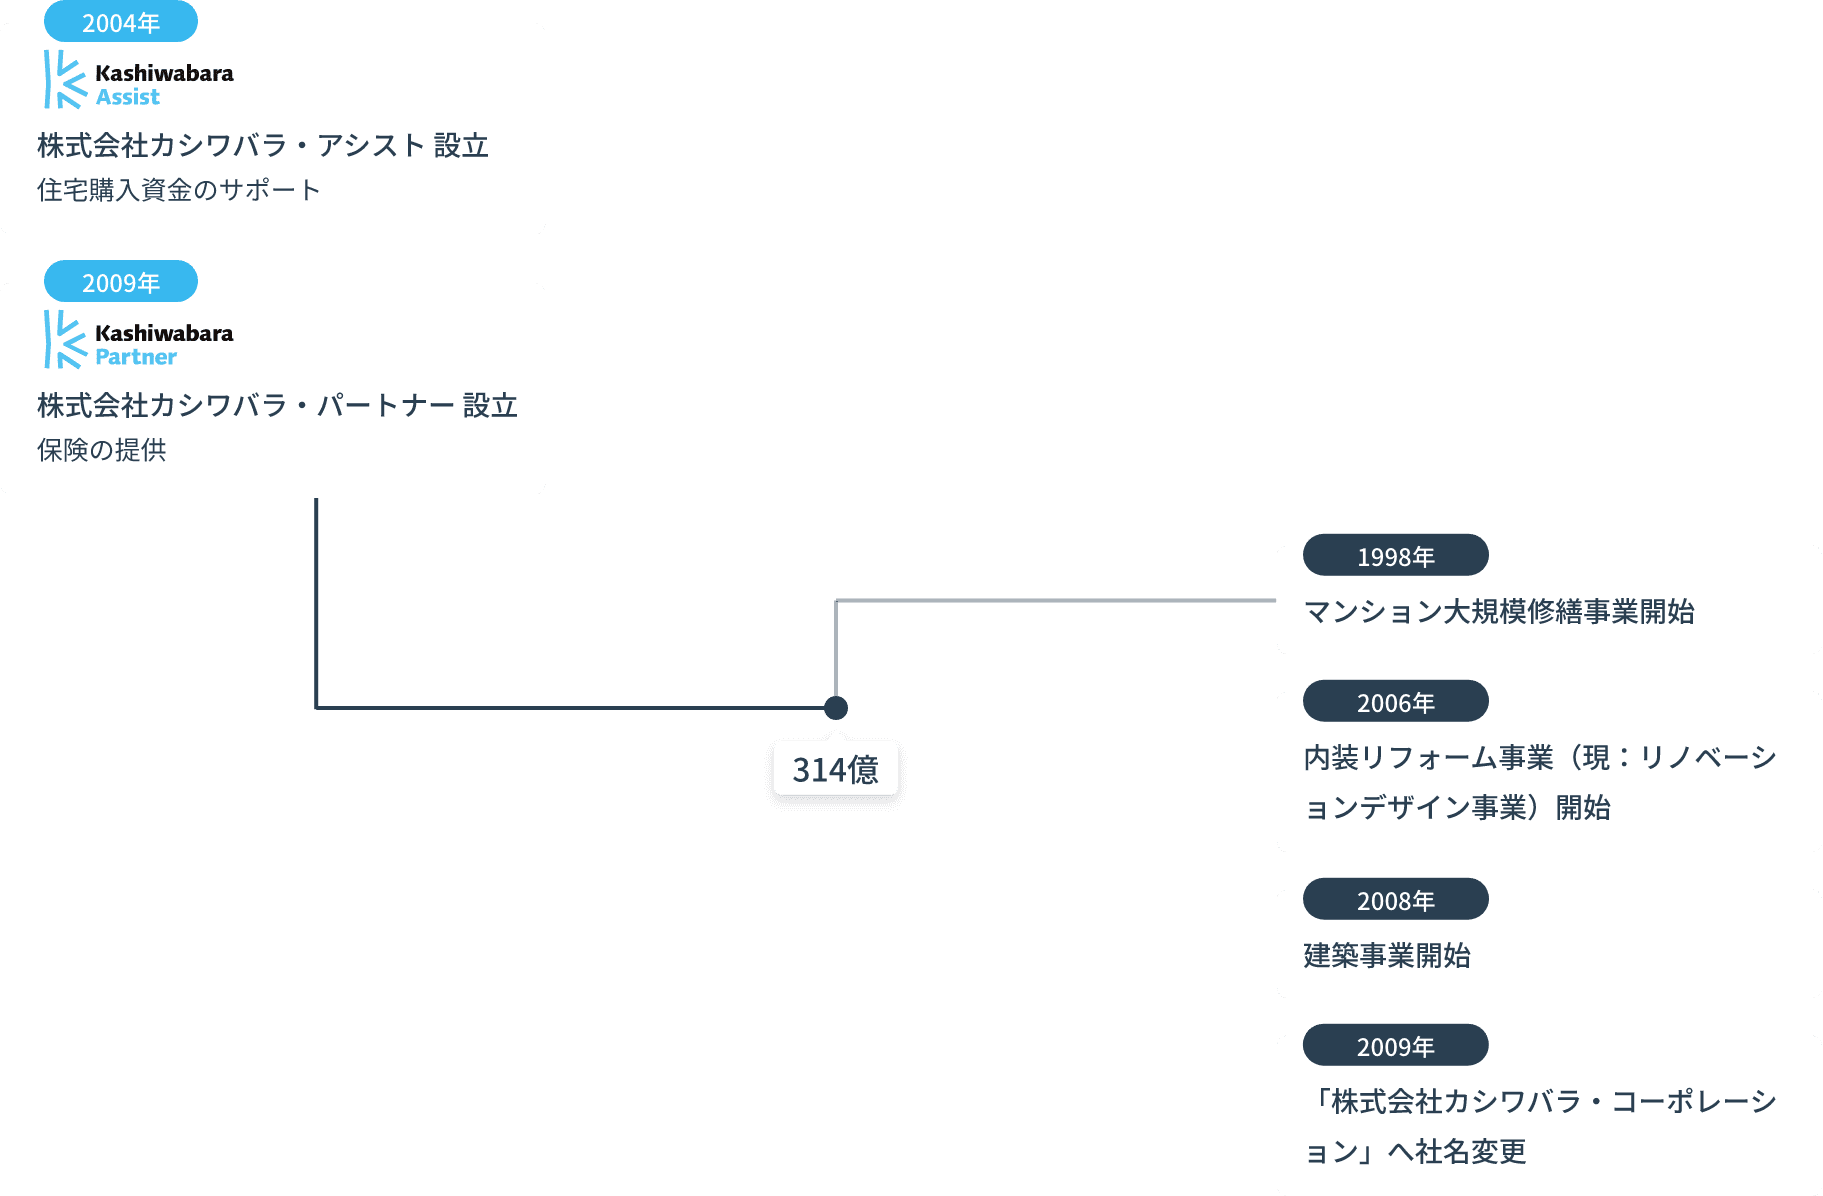 2004年
Kashiwabara
Assist
株式会社カシワバラ・アシスト 設立
住宅購入資金のサポート
2009年
Kashiwabara
Partner
株式会社カシワバラ・パートナー 設立
保険の提供
314億
1998年
マンション大規模修繕事業開始
2006年
内装リフォーム事業（現：リノベーシ
ョンデザイン事業）開始
2008年
建築事業開始
2009年
「株式会社カシワバラ・コーポレーシ
ョン」へ社名変更